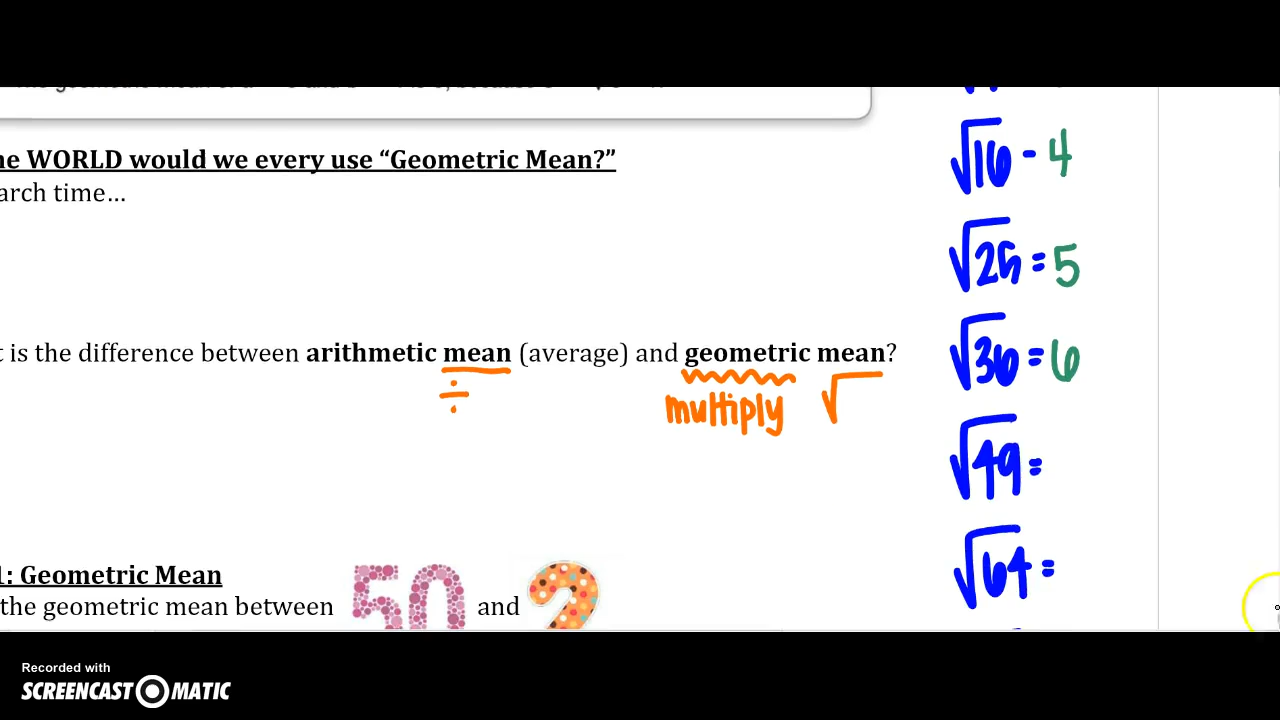 he WORLD would we every use “Geometric Mean?”
arch time…
√16 - 4
√25 = 5
√36 = 6
t is the difference between arithmetic mean (average) and geometric mean?
÷ multiply √
√49 =
√64 =
1: Geometric Mean
the geometric mean between 50 and 2
Recorded with
SCREENCAST O MATIC